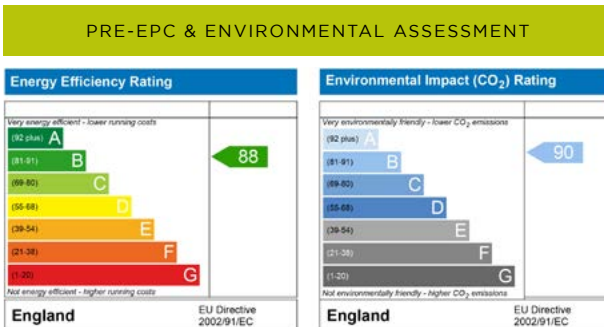 PRE-EPC & ENVIRONMENTAL ASSESSMENT
Energy Efficiency Rating
Very energy efficient - lower running costs
(92 plus) A
(81-91) B
(69-80) C
(55-68) D
(39-54) E
(21-38) F
(1-20) G
88
Not energy efficient - higher running costs
England
EU Directive
2002/91/EC
Environmental Impact (CO₂) Rating
Very environmentally friendly - lower CO₂ emissions
(92 plus) A
(81-91) B
(69-80) C
(55-68) D
(39-54) E
(21-38) F
(1-20) G
90
Not environmentally friendly - higher CO₂ emissions
England
EU Directive
2002/91/EC